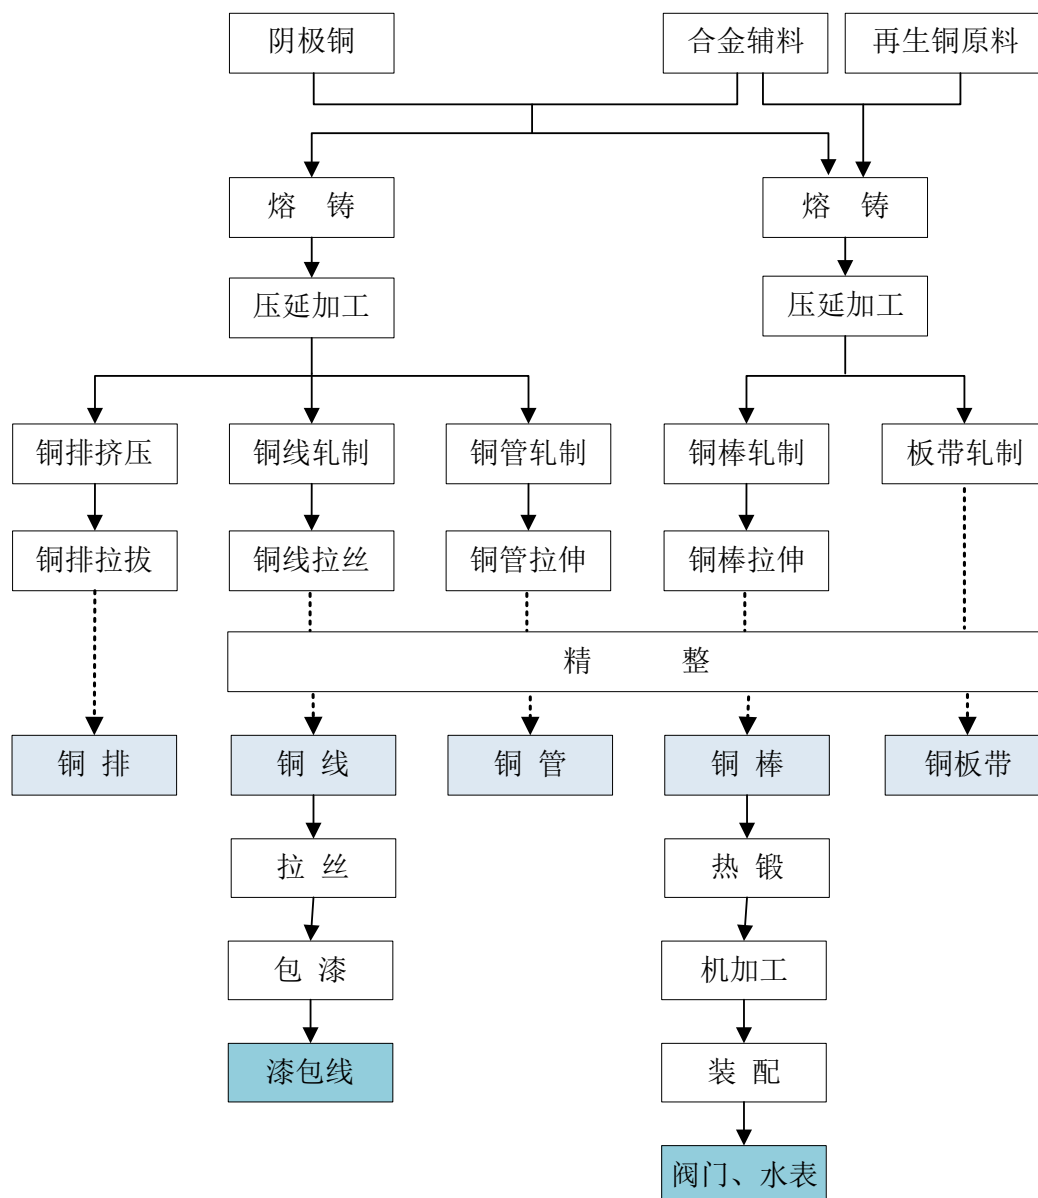 阴极铜
合金辅料
再生铜原料
熔 铸
熔 铸
压延加工
压延加工
铜排挤压
铜线轧制
铜管轧制
铜棒轧制
板带轧制
铜排拉拔
铜线拉丝
铜管拉伸
铜棒拉伸
精 整
铜 排
铜 线
铜 管
铜 棒
铜板带
拉 丝
热 锻
包 漆
机加工
漆包线
装 配
阀门、水表